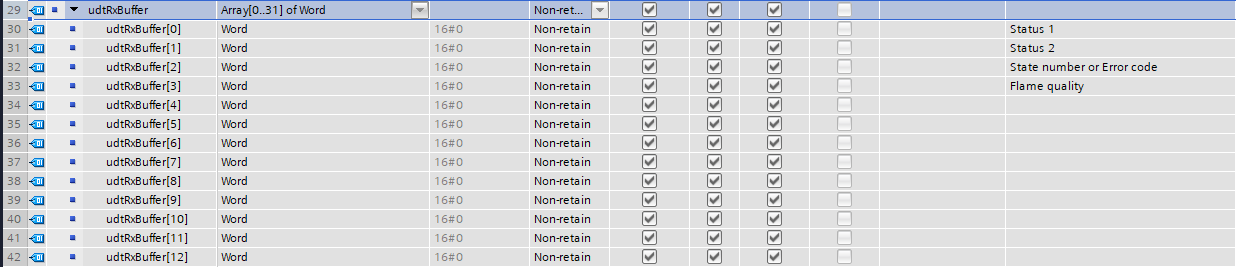 29 udtRxBuffer Array[0..31] of Word Non-ret...
30 udtRxBuffer[0] Word 16#0 Non-retain Status 1
31 udtRxBuffer[1] Word 16#0 Non-retain Status 2
32 udtRxBuffer[2] Word 16#0 Non-retain State number or Error code
33 udtRxBuffer[3] Word 16#0 Non-retain Flame quality
34 udtRxBuffer[4] Word 16#0 Non-retain
35 udtRxBuffer[5] Word 16#0 Non-retain
36 udtRxBuffer[6] Word 16#0 Non-retain
37 udtRxBuffer[7] Word 16#0 Non-retain
38 udtRxBuffer[8] Word 16#0 Non-retain
39 udtRxBuffer[9] Word 16#0 Non-retain
40 udtRxBuffer[10] Word 16#0 Non-retain
41 udtRxBuffer[11] Word 16#0 Non-retain
42 udtRxBuffer[12] Word 16#0 Non-retain